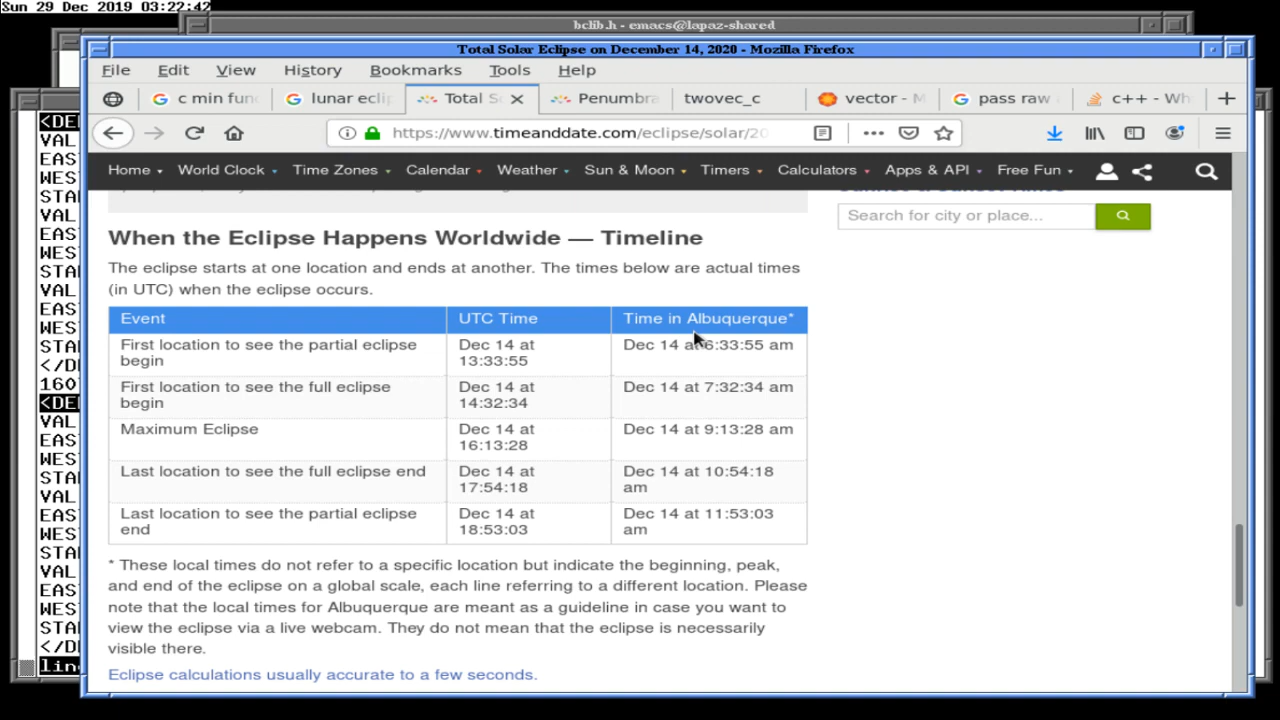 Sun 29 Dec 2019 03:22:42
bclib.h - emacs@lapaz-shared
Total Solar Eclipse on December 14, 2020 - Mozilla Firefox
File Edit View History Bookmarks Tools Help
c min fun lunar eclip Total S Penumbra twovec_c vector - M pass raw c++ - Wh
https://www.timeanddate.com/eclipse/solar/20
Home World Clock Time Zones Calendar Weather Sun & Moon Timers Calculators Apps & API Free Fun
Search for city or place...
When the Eclipse Happens Worldwide — Timeline
The eclipse starts at one location and ends at another. The times below are actual times
(in UTC) when the eclipse occurs.
Event UTC Time Time in Albuquerque*
First location to see the partial eclipse
begin
Dec 14 at
13:33:55
Dec 14 at 6:33:55 am
First location to see the full eclipse
begin
Dec 14 at
14:32:34
Dec 14 at 7:32:34 am
Maximum Eclipse
Dec 14 at
16:13:28
Dec 14 at 9:13:28 am
Last location to see the full eclipse end
Dec 14 at
17:54:18
Dec 14 at 10:54:18
am
Last location to see the partial eclipse
end
Dec 14 at
18:53:03
Dec 14 at 11:53:03
am
* These local times do not refer to a specific location but indicate the beginning, peak,
and end of the eclipse on a global scale, each line referring to a different location. Please
note that the local times for Albuquerque are meant as a guideline in case you want to
view the eclipse via a live webcam. They do not mean that the eclipse is necessarily
visible there.
Eclipse calculations usually accurate to a few seconds.
<DE
VAL
EAS
WES
STA
VAL
EAS
WES
STA
VAL
EAS
WES
STA
</D
160
<DE
VAL
EAS
WES
STA
VAL
EAS
WES
STA
VAL
EAS
WES
STA
</D
lin